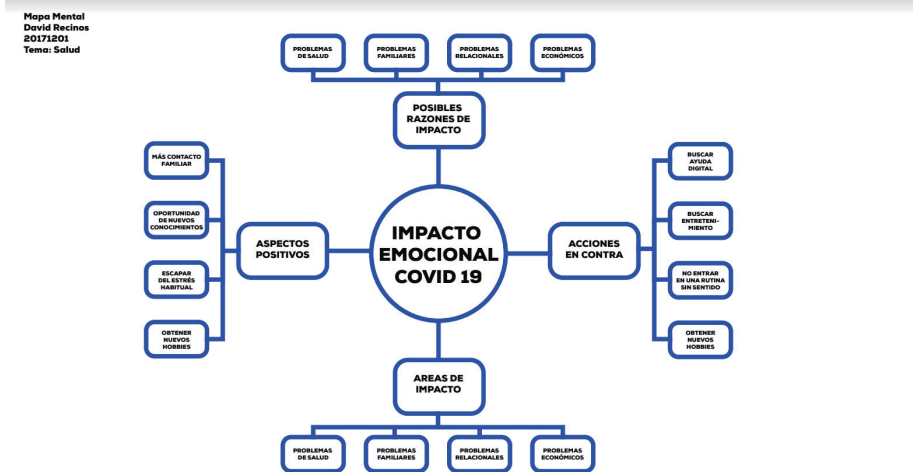 Mapa Mental
David Recinos
20171201
Tema: Salud
PROBLEMAS
DE SALUD
PROBLEMAS
FAMILIARES
PROBLEMAS
RELACIONALES
PROBLEMAS
ECONÓMICOS
POSIBLES
RAZONES DE
IMPACTO
MÁS CONTACTO
FAMILIAR
OPORTUNIDAD
DE NUEVOS
CONOCIMIENTOS
ESCAPAR
DEL ESTRÉS
HABITUAL
OBTENER
NUEVOS
HOBBIES
ASPECTOS
POSITIVOS
IMPACTO
EMOCIONAL
COVID 19
ACCIONES
EN CONTRA
BUSCAR
AYUDA
DIGITAL
BUSCAR
ENTRETENI-
MIENTO
NO ENTRAR
EN UNA RUTINA
SIN SENTIDO
OBTENER
NUEVOS
HOBBIES
AREAS DE
IMPACTO
PROBLEMAS
DE SALUD
PROBLEMAS
FAMILIARES
PROBLEMAS
RELACIONALES
PROBLEMAS
ECONÓMICOS